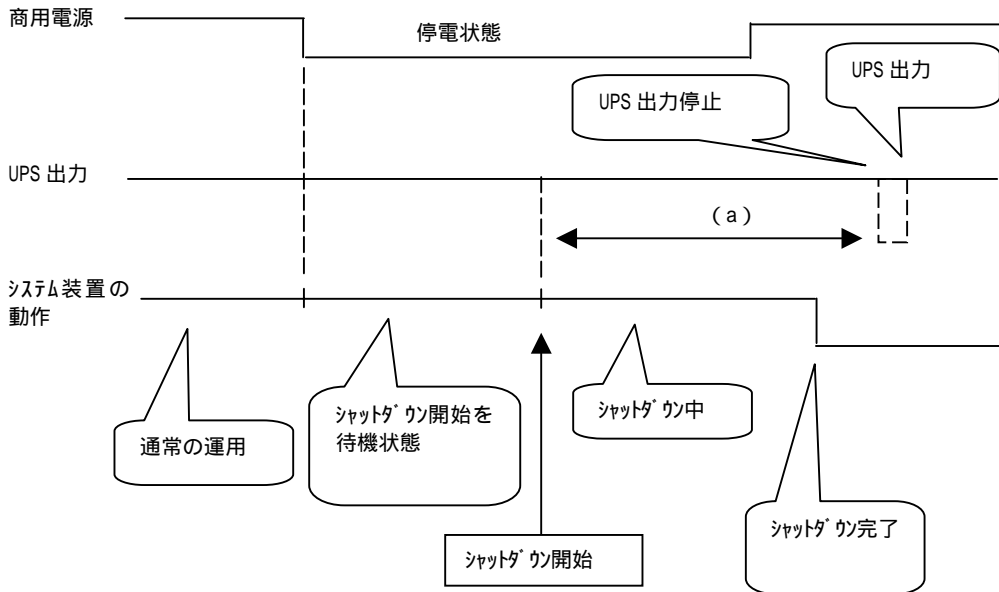 商用電源
停電状態
UPS 出力
UPS 出力停止
UPS 出力
(a)
ｼｽﾃﾑ装置の
動作
ｼｬｯﾄﾀﾞｳﾝ開始を
待機状態
ｼｬｯﾄﾀﾞｳﾝ中
通常の運用
ｼｬｯﾄﾀﾞｳﾝ完了
ｼｬｯﾄﾀﾞｳﾝ開始